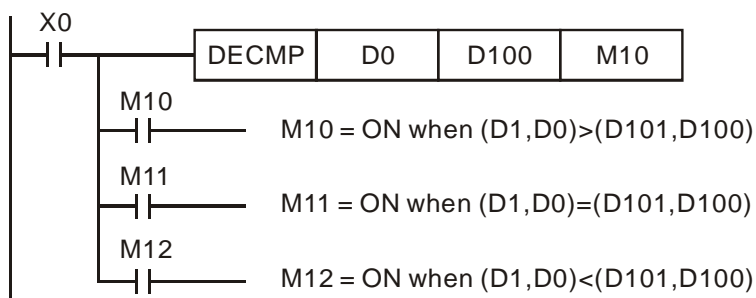 X0
DECMP D0 D100 M10
M10
M10 = ON when (D1,D0)>(D101,D100)
M11
M11 = ON when (D1,D0)=(D101,D100)
M12
M12 = ON when (D1,D0)<(D101,D100)